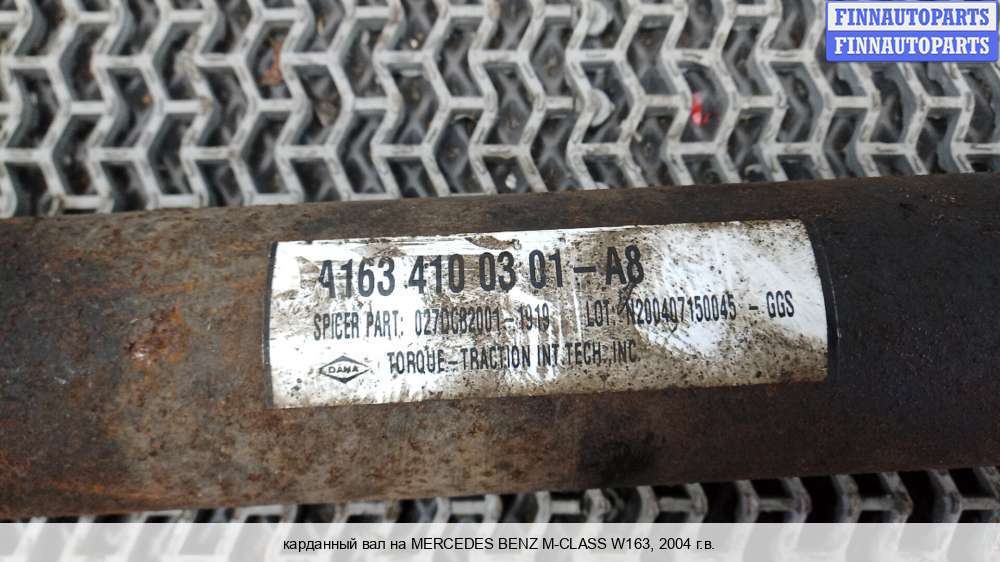 FINNAUTOPARTS
FINNAUTOPARTS
4163 410 03 01-A8
SPICER PART: 027DCB2001-1919 LOT: N200407150045 - GGS
DANA TORQUE-TRACTION INT.TECH.,INC
карданный вал на MERCEDES BENZ M-CLASS W163, 2004 г.в.